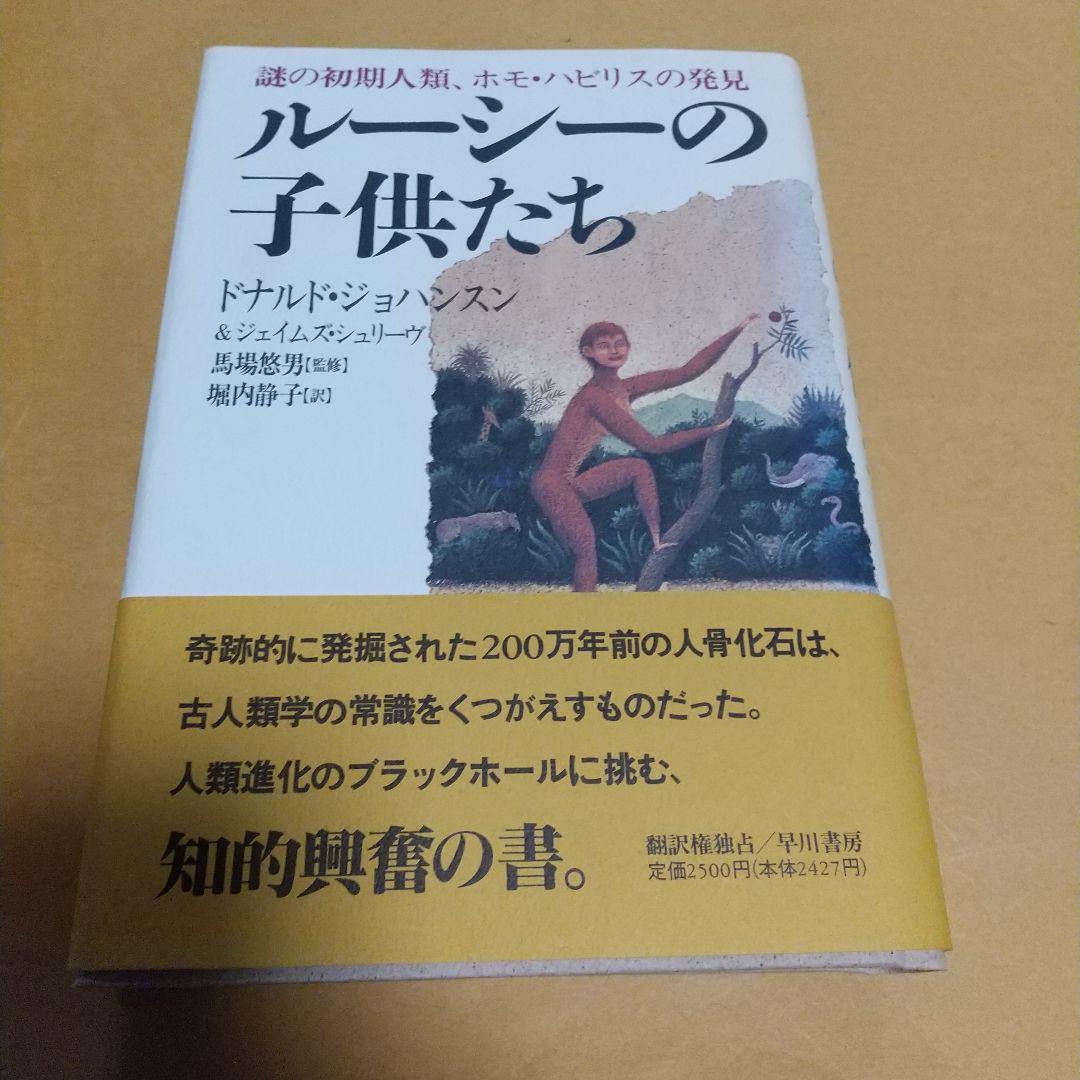 謎の初期人類、ホモ・ハビリスの発見
ルーシーの
子供たち
ドナルド・ジョハンスン
&ジェイムズ・シュリーヴ
馬場悠男【監修】
堀内静子【訳】
奇跡的に発掘された200万年前の人骨化石は、
古人類学の常識をくつがえすものだった。
人類進化のブラックホールに挑む、
知的興奮の書。
翻訳権独占/早川書房
定価2500円(本体2427円)